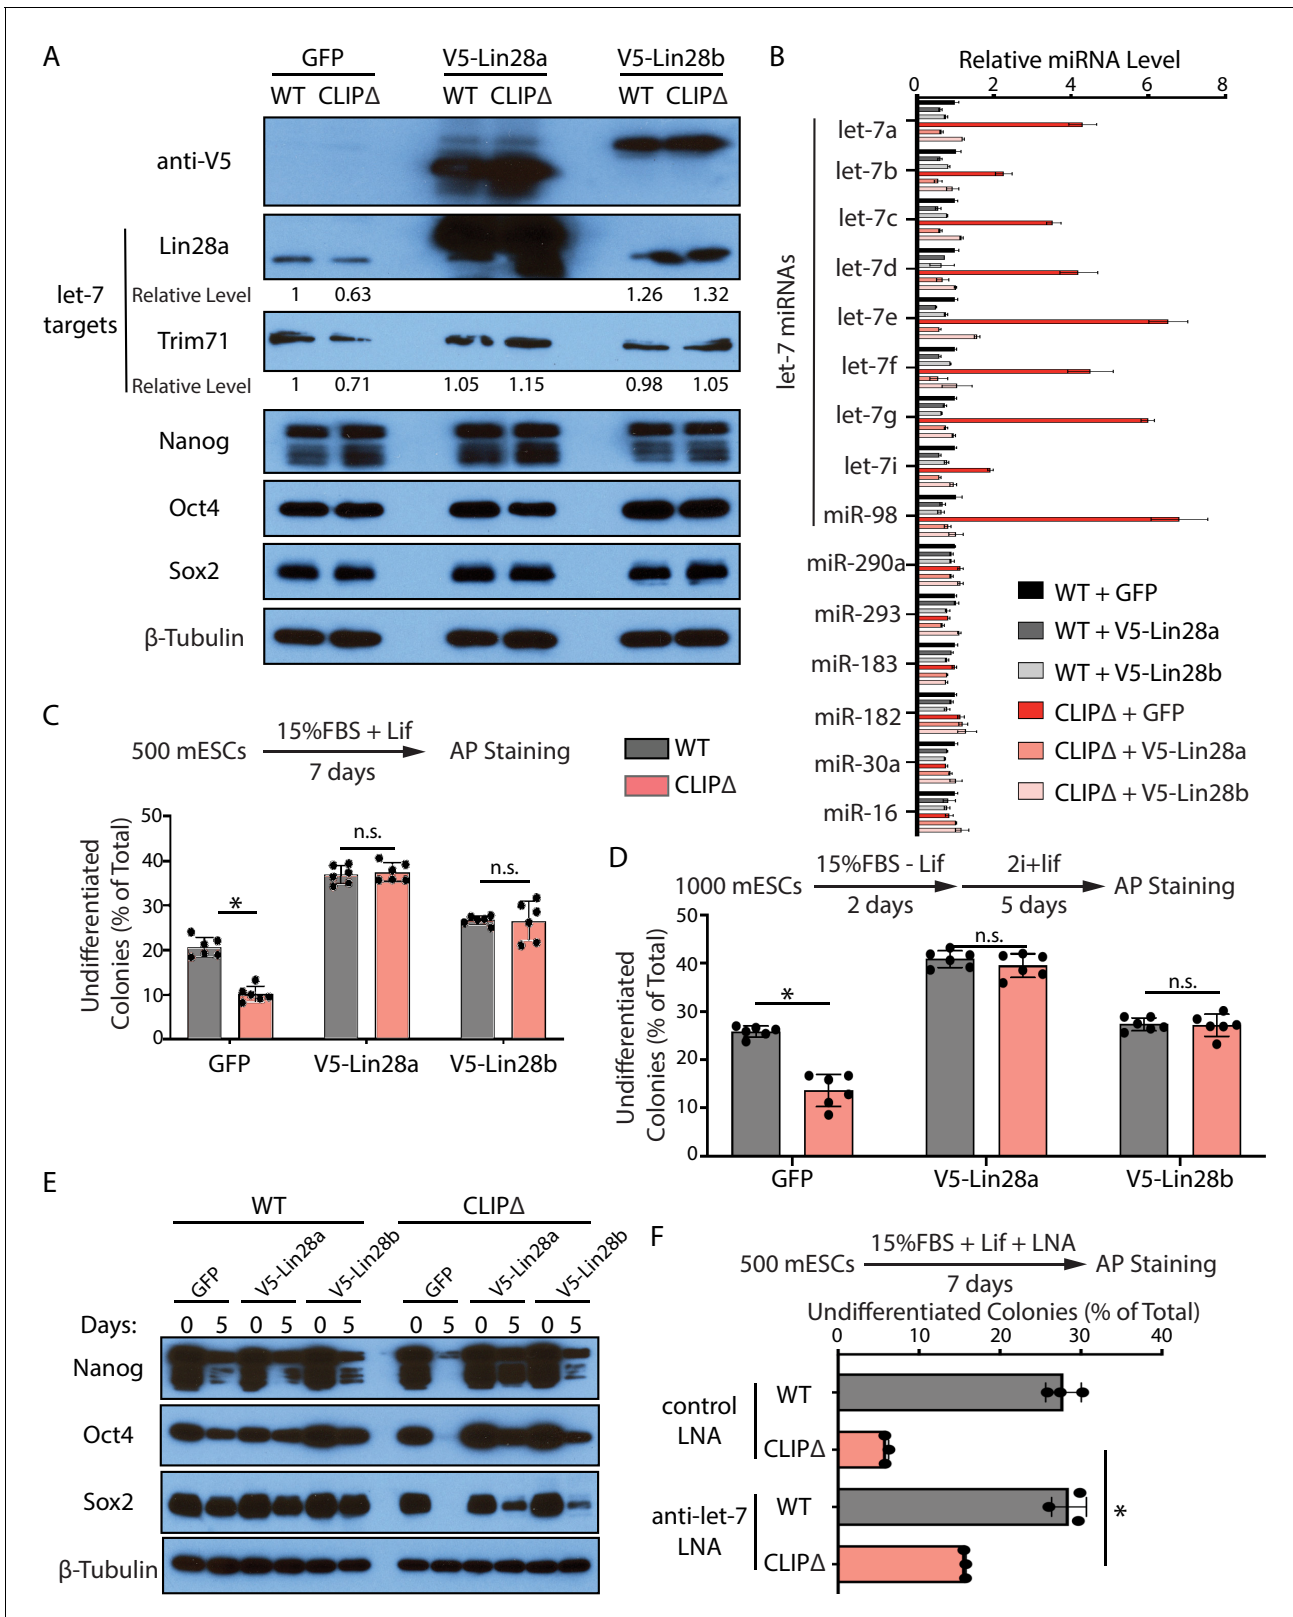 A
GFP
V5-Lin28a
V5-Lin28b
WT CLIPΔ
WT CLIPΔ
WT CLIPΔ
anti-V5
let-7
targets
Lin28a
Relative Level
1 0.63
1.26 1.32
Trim71
Relative Level
1 0.71
1.05 1.15
0.98 1.05
Nanog
Oct4
Sox2
β-Tubulin
B
Relative miRNA Level
0 2 4 6 8
let-7 miRNAs
let-7a
let-7b
let-7c
let-7d
let-7e
let-7f
let-7g
let-7i
miR-98
miR-290a
miR-293
miR-183
miR-182
miR-30a
miR-16
WT + GFP
WT + V5-Lin28a
WT + V5-Lin28b
CLIPΔ + GFP
CLIPΔ + V5-Lin28a
CLIPΔ + V5-Lin28b
C
500 mESCs
15%FBS + Lif
7 days
AP Staining
WT
CLIPΔ
Undifferentiated
Colonies (% of Total)
50
40
30
20
10
0
*
n.s.
n.s.
GFP
V5-Lin28a
V5-Lin28b
D
1000 mESCs
15%FBS - Lif
2 days
2i+lif
5 days
AP Staining
Undifferentiated
Colonies (% of Total)
50
40
30
20
10
0
*
n.s.
n.s.
GFP
V5-Lin28a
V5-Lin28b
E
WT
CLIPΔ
GFP
V5-Lin28a
V5-Lin28b
GFP
V5-Lin28a
V5-Lin28b
Days: 0 5 0 5 0 5 0 5 0 5 0 5
Nanog
Oct4
Sox2
β-Tubulin
F
500 mESCs
15%FBS + Lif + LNA
7 days
AP Staining
Undifferentiated Colonies (% of Total)
0 10 20 30 40
control
LNA
WT
CLIPΔ
anti-let-7
LNA
WT
CLIPΔ
*